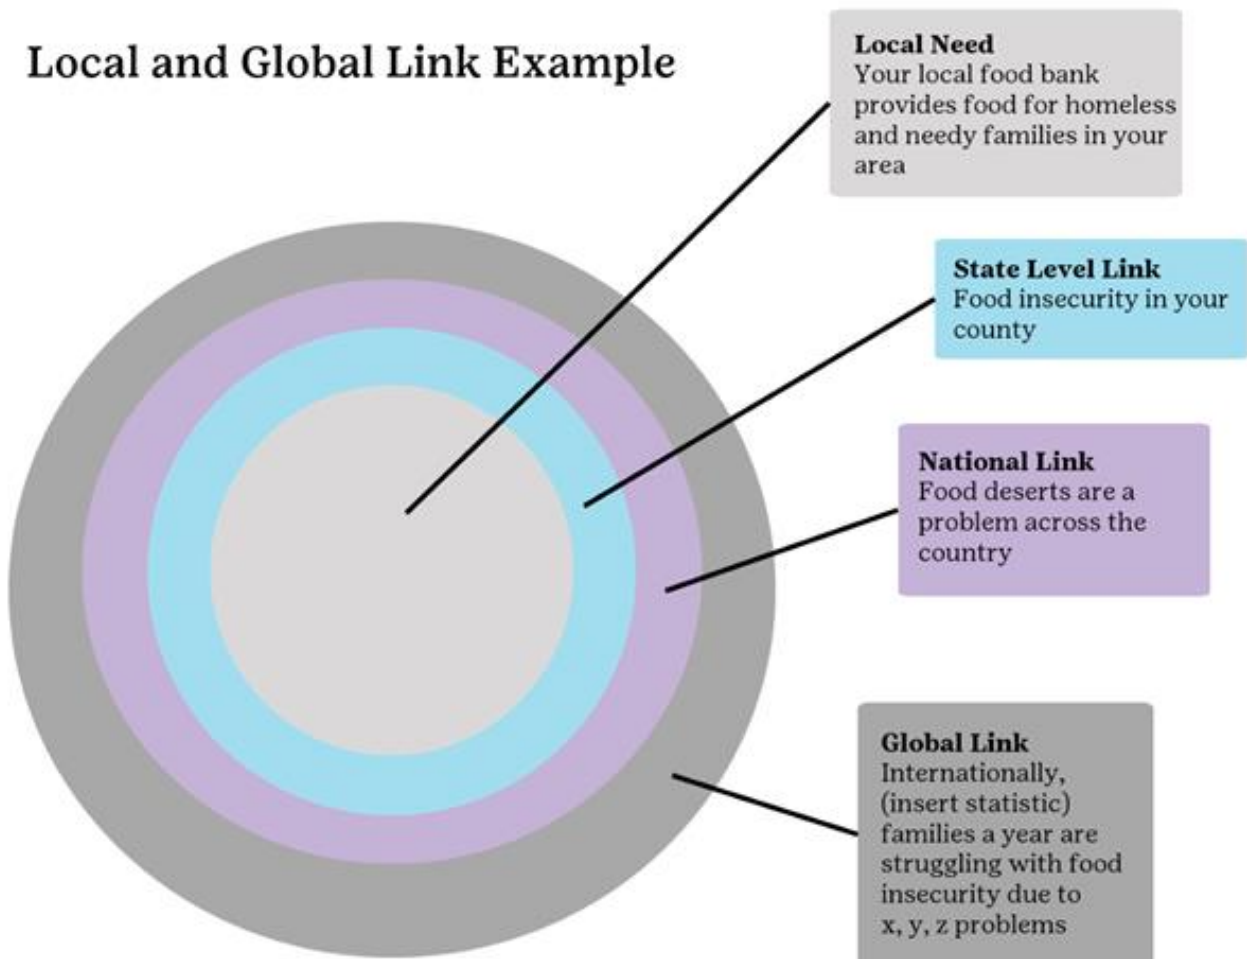 Local and Global Link Example
Local Need
Your local food bank
provides food for homeless
and needy families in your
area
State Level Link
Food insecurity in your
county
National Link
Food deserts are a
problem across the
country
Global Link
Internationally,
(insert statistic)
families a year are
struggling with food
insecurity due to
x, y, z problems